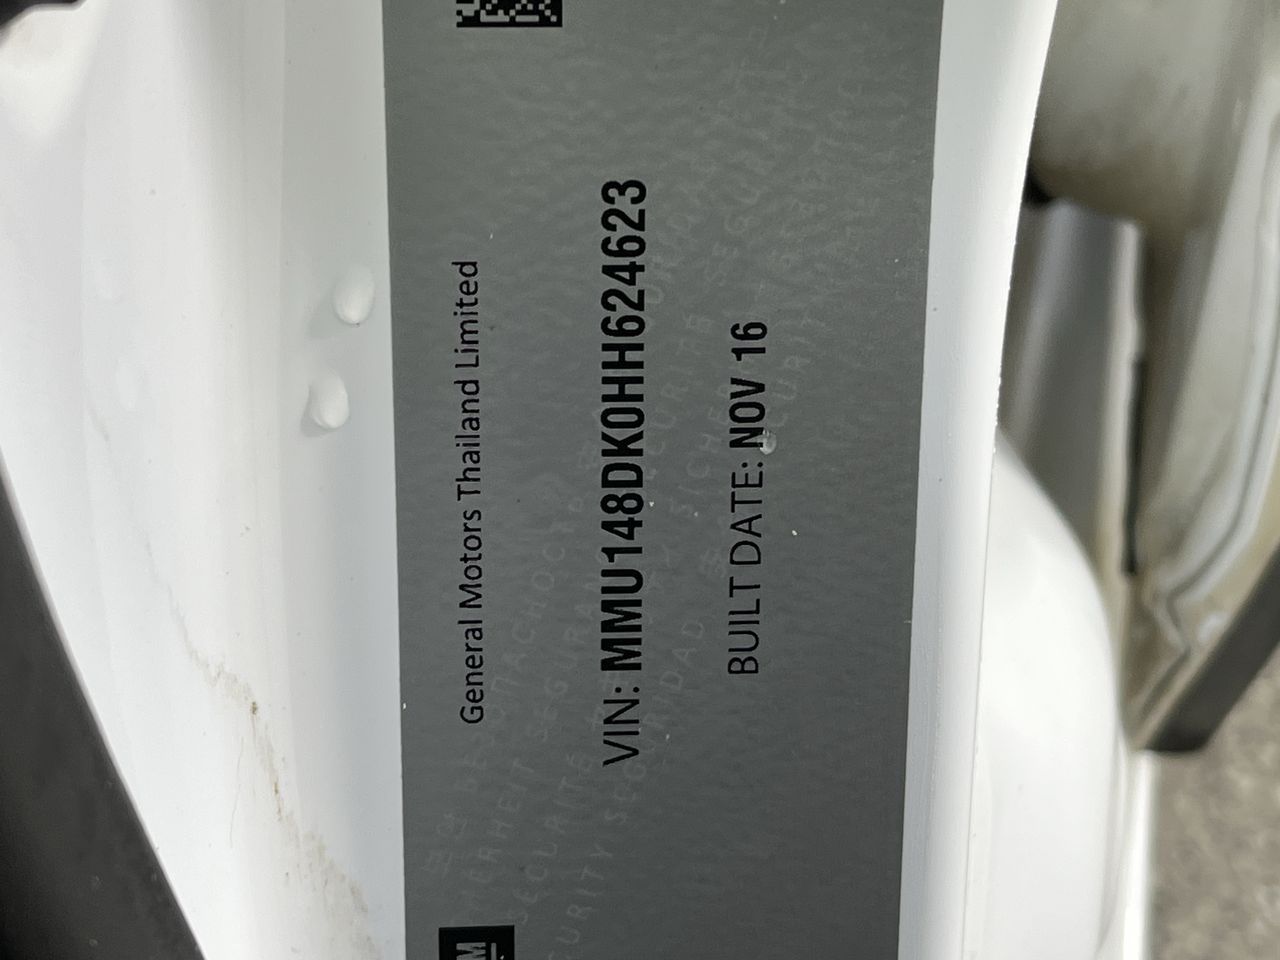 General Motors Thailand Limited
VIN: MMU148DK0HH624623
BUILT DATE: NOV 16